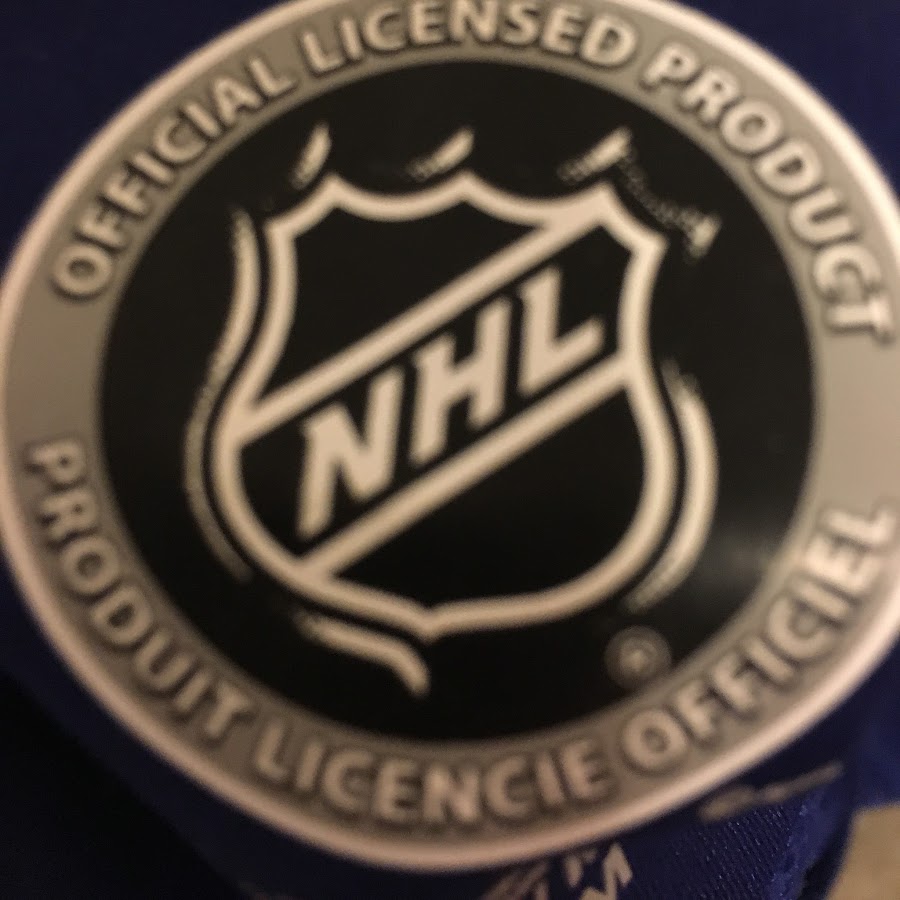 OFFICIAL LICENSED PRODUCT
NHL
®
PRODUIT LICENCIE OFFICIEL